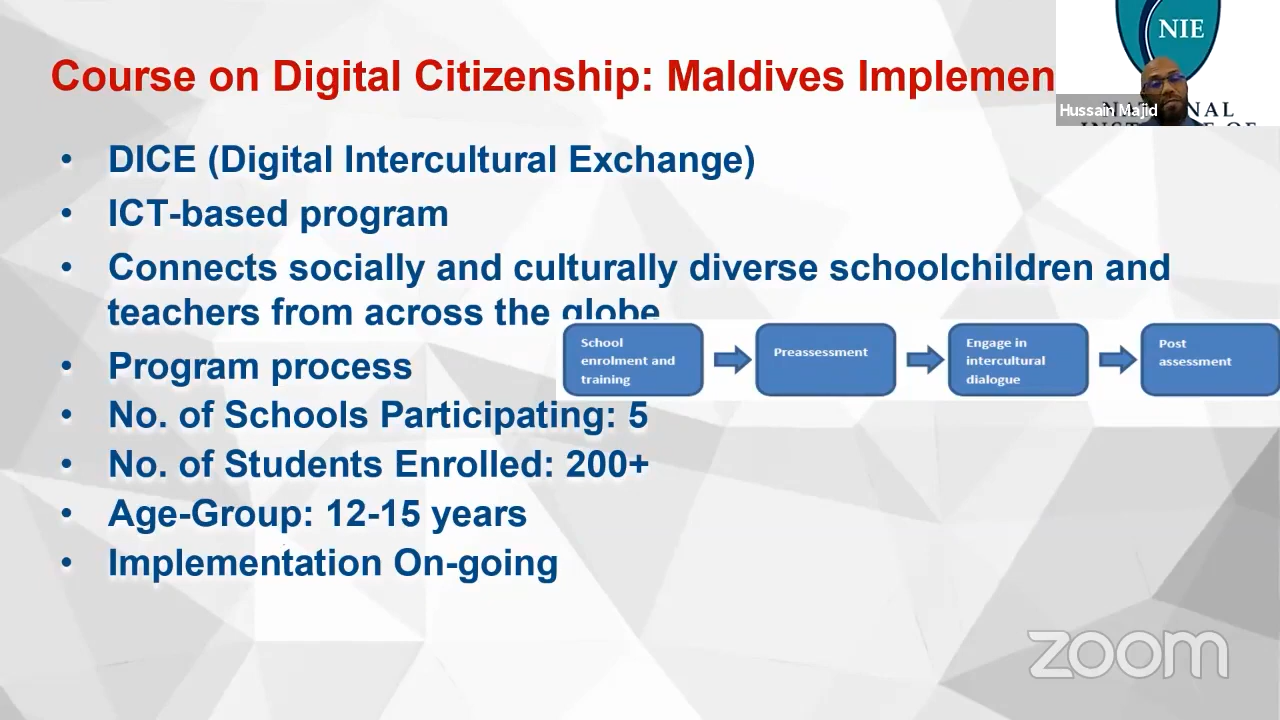 Course on Digital Citizenship: Maldives Implemen
NIE
Hussain Majid
NAL
• DICE (Digital Intercultural Exchange)
• ICT-based program
• Connects socially and culturally diverse schoolchildren and
teachers from across the globe
• Program process
School
enrolment and
training
Preassessment
Engage in
intercultural
dialogue
Post
assessment
• No. of Schools Participating: 5
• No. of Students Enrolled: 200+
• Age-Group: 12-15 years
• Implementation On-going
zoom